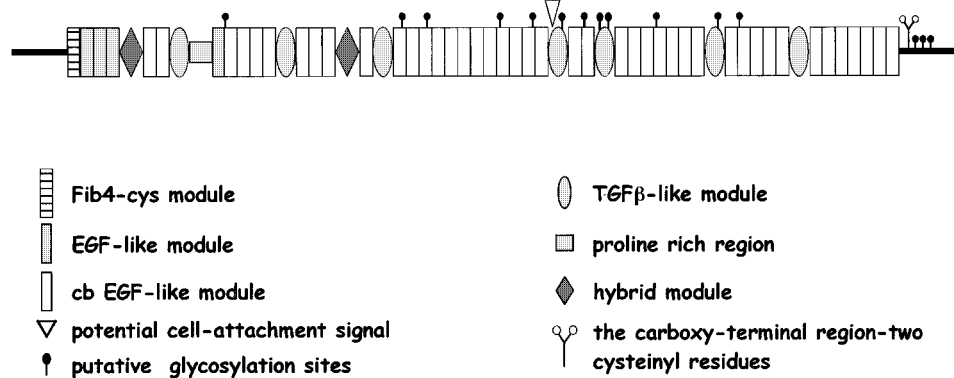 Fib4-cys module
EGF-like module
cb EGF-like module
potential cell-attachment signal
putative glycosylation sites
TGFβ-like module
proline rich region
hybrid module
the carboxy-terminal region-two
cysteinyl residues